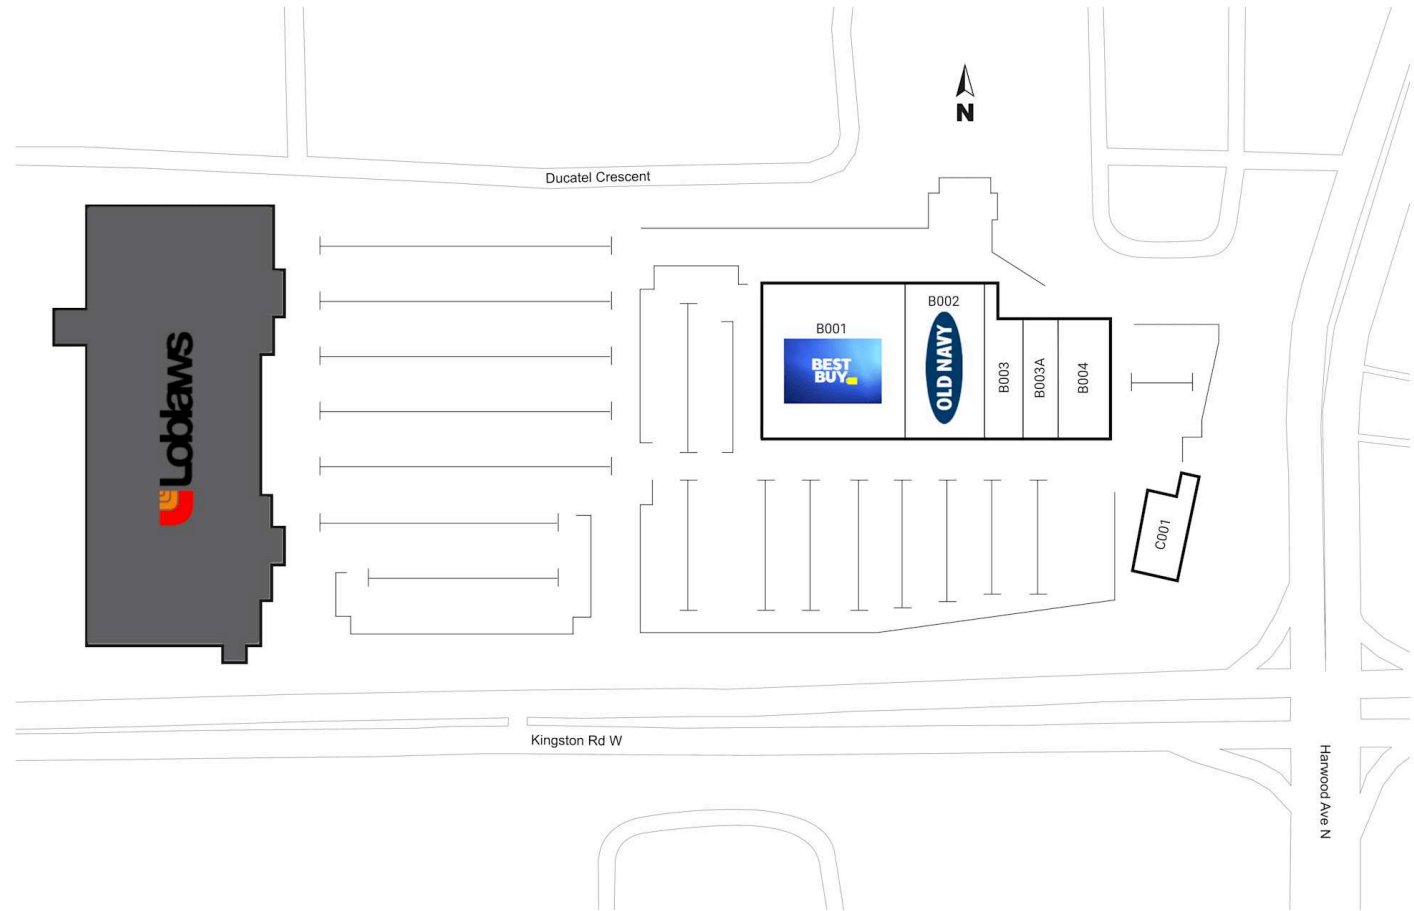 N
Ducatel Crescent
Loblaws
B001
BEST
BUY
B002
OLD NAVY
B003
B003A
B004
C001
Kingston Rd W
Harwood Ave N